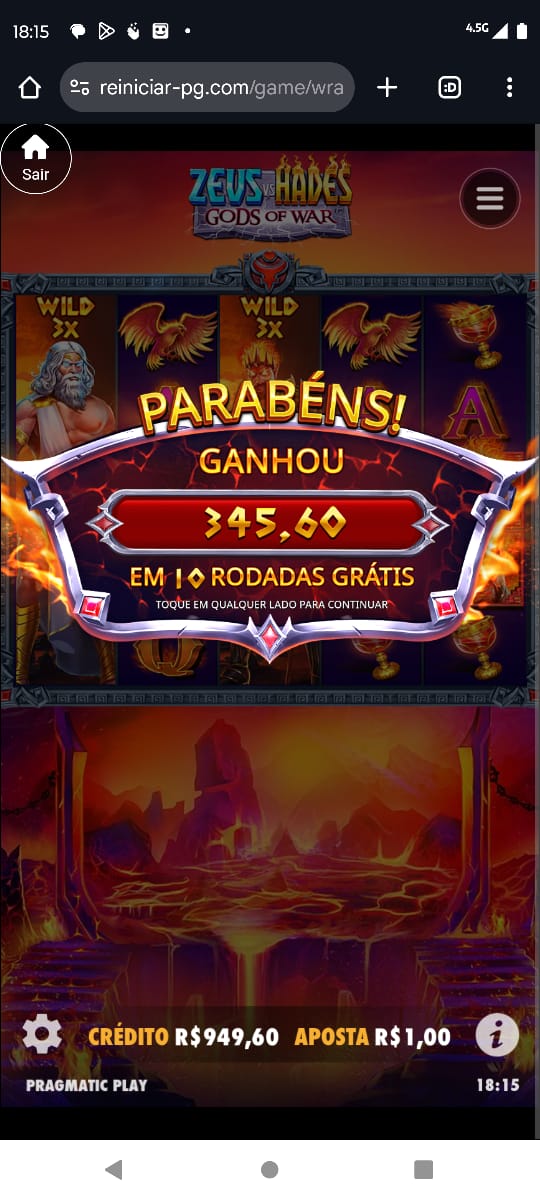 18:15
4.5G
:D
reiniciar-pg.com/game/wra
Sair
ZEUS VS HADES
GODS OF WAR
WILD
3X
WILD
3X
A
PARABÉNS!
GANHOU
345,60
EM 10 RODADAS GRÁTIS
TOQUE EM QUALQUER LADO PARA CONTINUAR
CRÉDITO R$949,60 APOSTA R$1,00
PRAGMATIC PLAY
18:15